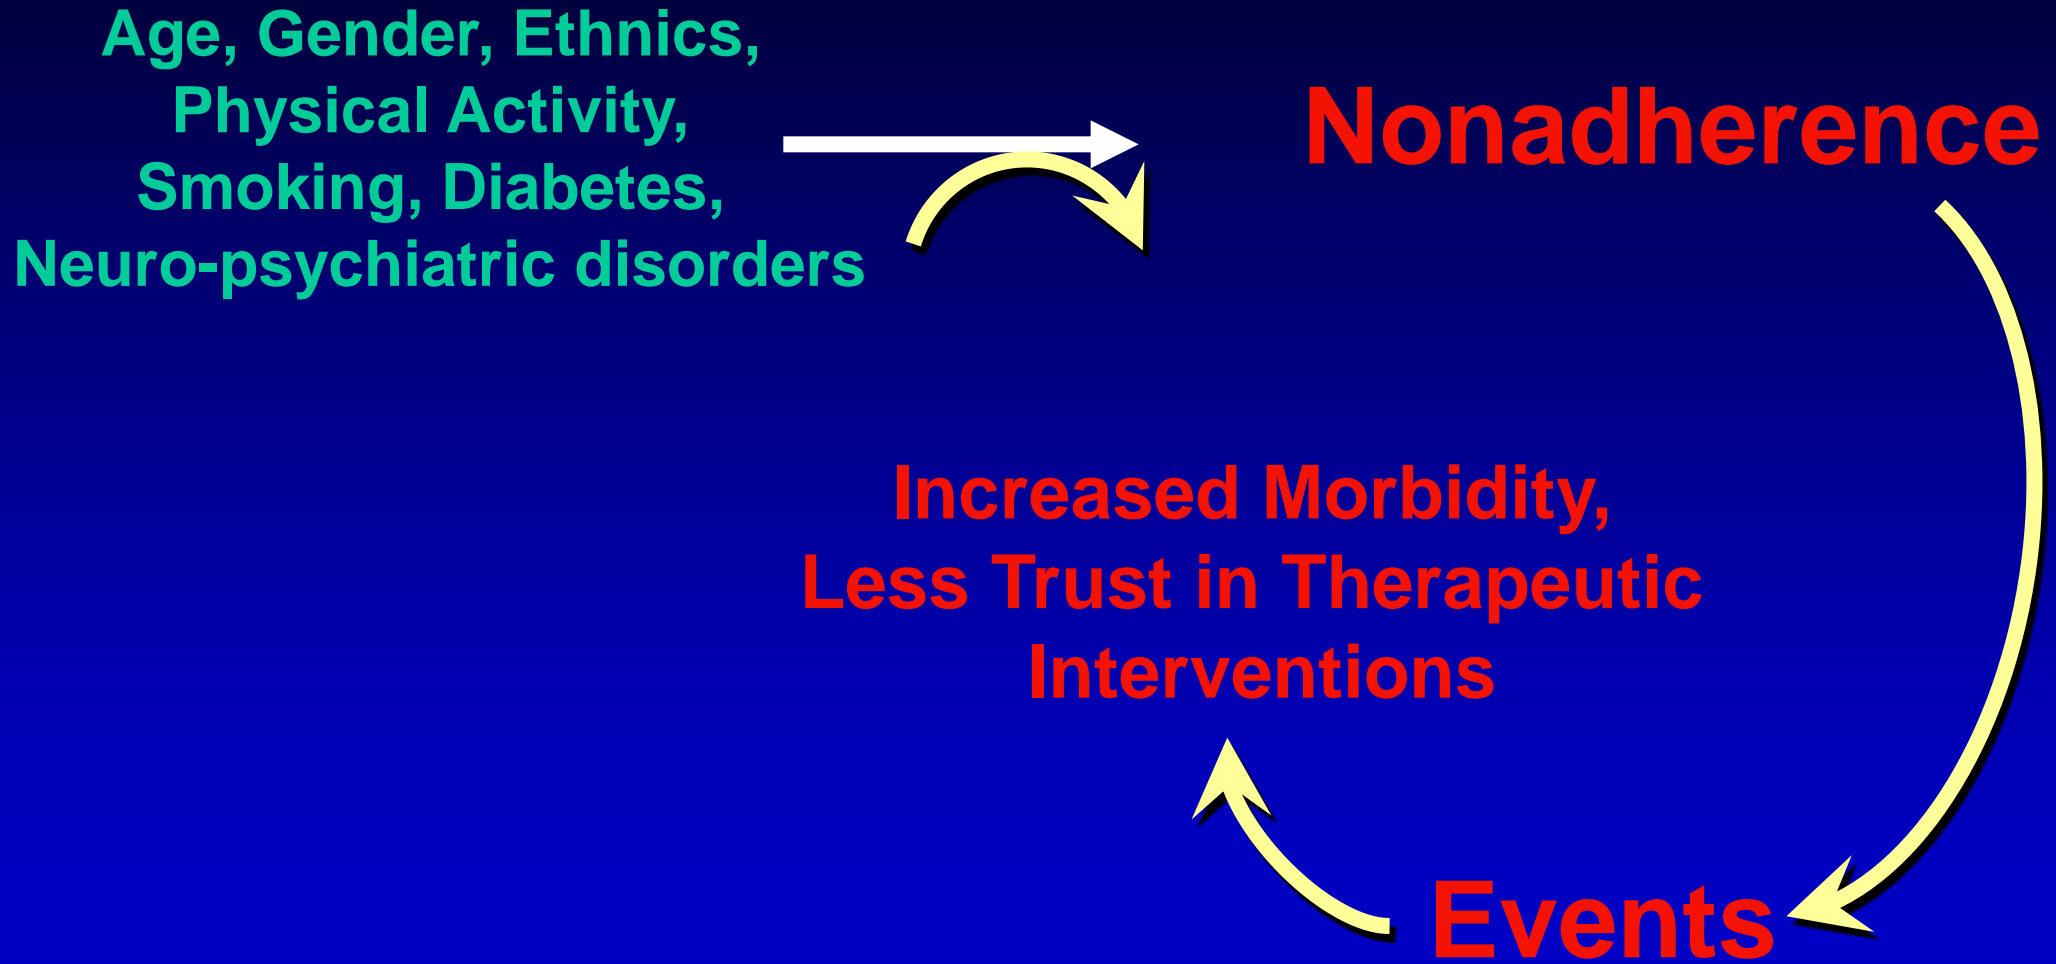 Age, Gender, Ethnics,
Physical Activity,
Smoking, Diabetes,
Neuro-psychiatric disorders
Nonadherence
Increased Morbidity,
Less Trust in Therapeutic
Interventions
Events